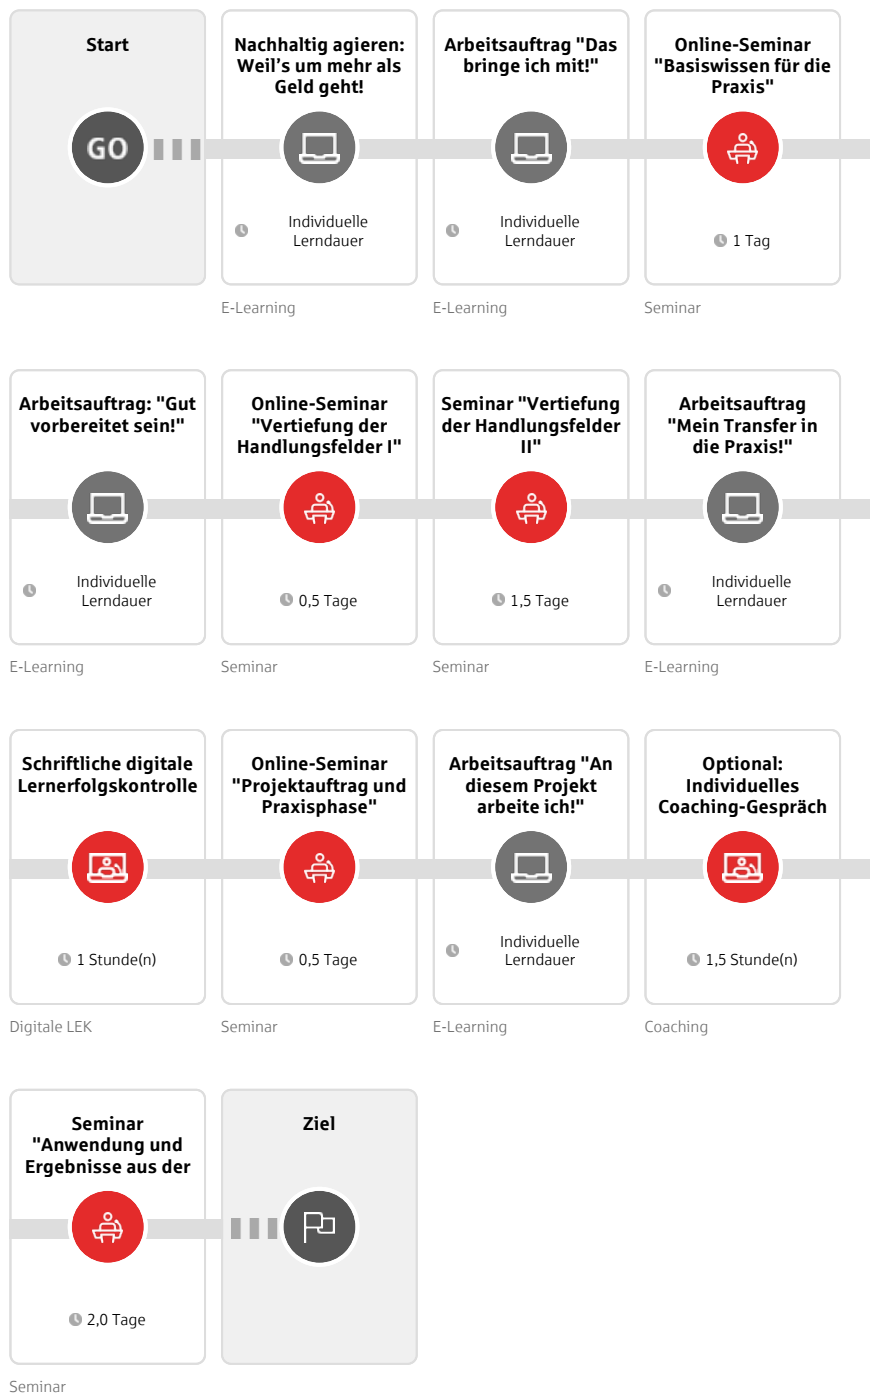 Start
GO
Nachhaltig agieren:
Weil's um mehr als
Geld geht!
Individuelle
Lerndauer
E-Learning
Arbeitsauftrag "Das
bringe ich mit!"
Individuelle
Lerndauer
E-Learning
Online-Seminar
"Basiswissen für die
Praxis"
1 Tag
Seminar
Arbeitsauftrag: "Gut
vorbereitet sein!"
Individuelle
Lerndauer
E-Learning
Online-Seminar
"Vertiefung der
Handlungsfelder I"
0,5 Tage
Seminar
Seminar "Vertiefung
der Handlungsfelder
II"
1,5 Tage
Seminar
Arbeitsauftrag
"Mein Transfer in
die Praxis!"
Individuelle
Lerndauer
E-Learning
Schriftliche digitale
Lernerfolgskontrolle
1 Stunde(n)
Digitale LEK
Online-Seminar
"Projektauftrag und
Praxisphase"
0,5 Tage
Seminar
Arbeitsauftrag "An
diesem Projekt
arbeite ich!"
Individuelle
Lerndauer
E-Learning
Optional:
Individuelles
Coaching-Gespräch
1,5 Stunde(n)
Coaching
Seminar
"Anwendung und
Ergebnisse aus der
2,0 Tage
Seminar
Ziel